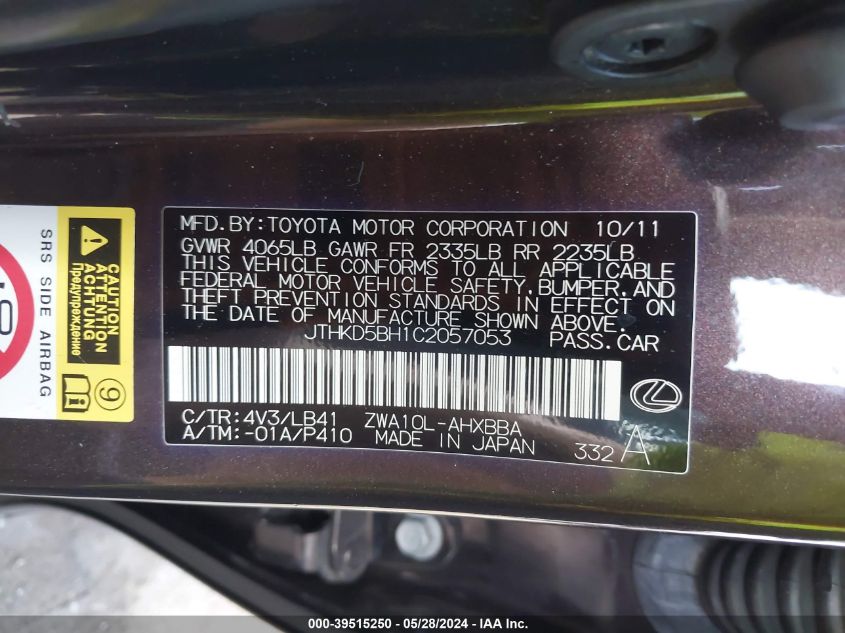 MFD.BY:TOYOTA MOTOR CORPORATION 10/11
GVWR 4065LB GAWR FR 2335LB RR 2235LB
THIS VEHICLE CONFORMS TO ALL APPLICABLE
FEDERAL MOTOR VEHICLE SAFETY,BUMPER,AND
THEFT PREVENTION STANDARDS IN EFFECT ON
THE DATE OF MANUFACTURE SHOWN ABOVE.
JTHKD5BH1C2057053 PASS.CAR
C/TR:4V3/LB41 ZWA10L-AHXBBA
A/TM:-01A/P410 MADE IN JAPAN 332 A
SRS SIDE AIRBAG
CAUTION
ACHTUNG
Предупреждение
9
000-39515250 - 05/28/2024 - IAA Inc.